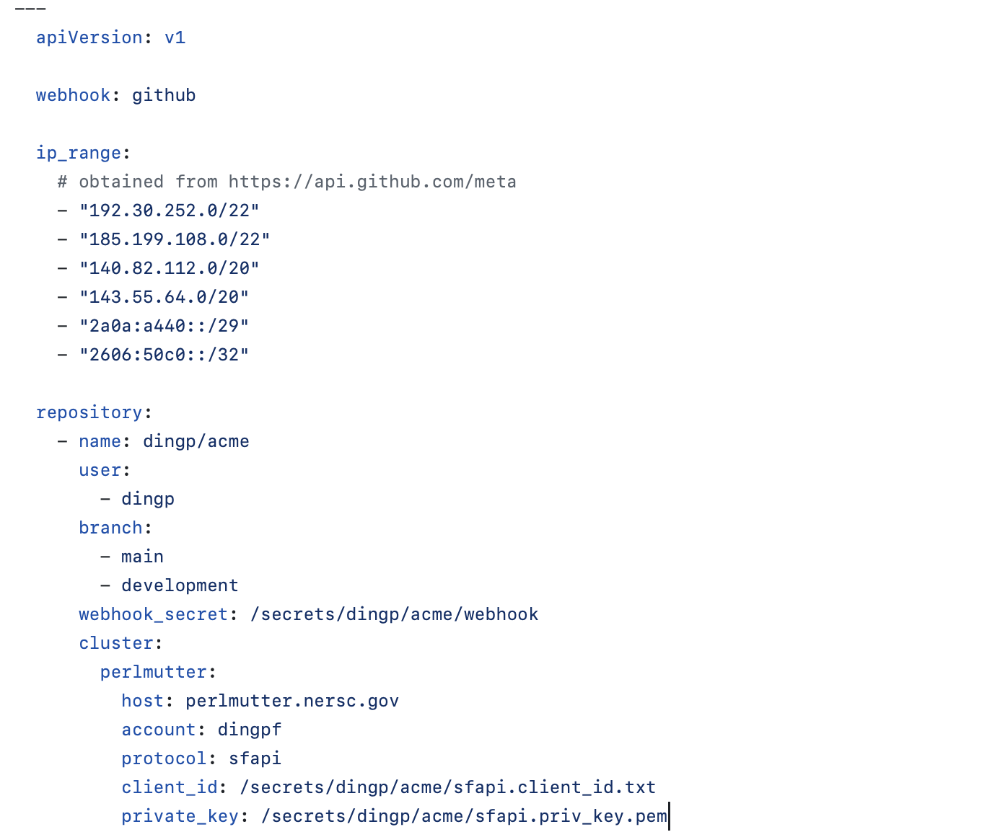 ---
  apiVersion: v1

  webhook: github

  ip_range:
    # obtained from https://api.github.com/meta
    - "192.30.252.0/22"
    - "185.199.108.0/22"
    - "140.82.112.0/20"
    - "143.55.64.0/20"
    - "2a0a:a440::/29"
    - "2606:50c0::/32"

  repository:
    - name: dingp/acme
      user:
        - dingp
      branch:
        - main
        - development
      webhook_secret: /secrets/dingp/acme/webhook
      cluster:
        perlmutter:
          host: perlmutter.nersc.gov
          account: dingpf
          protocol: sfapi
          client_id: /secrets/dingp/acme/sfapi.client_id.txt
          private_key: /secrets/dingp/acme/sfapi.priv_key.pem